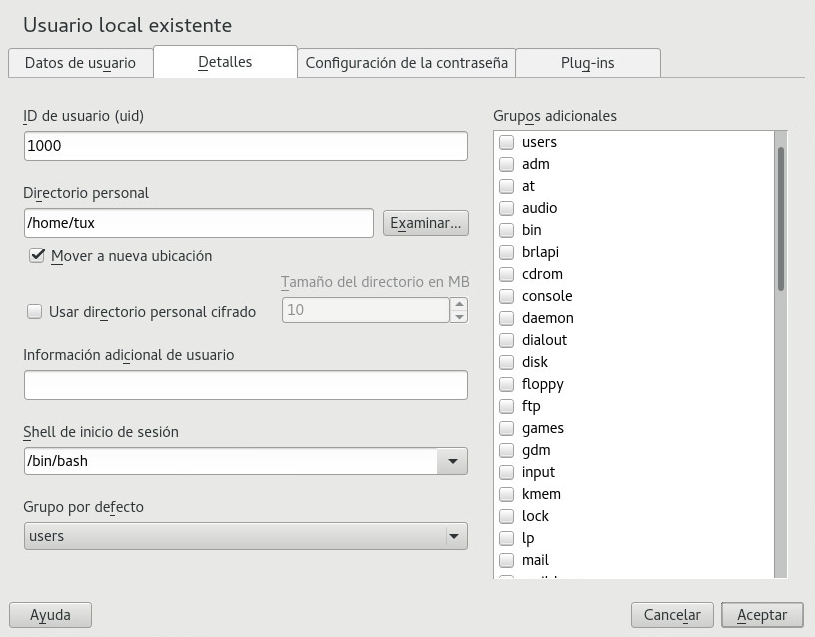 Usuario local existente
Datos de usuario
Detalles
Configuración de la contraseña
Plug-ins
ID de usuario (uid)
1000
Directorio personal
/home/tux
Examinar...
Mover a nueva ubicación
Tamaño del directorio en MB
Usar directorio personal cifrado
10
Información adicional de usuario
Shell de inicio de sesión
/bin/bash
Grupo por defecto
users
Grupos adicionales
users
adm
at
audio
bin
brlapi
cdrom
console
daemon
dialout
disk
floppy
ftp
games
gdm
input
kmem
lock
lp
mail
Ayuda
Cancelar
Aceptar